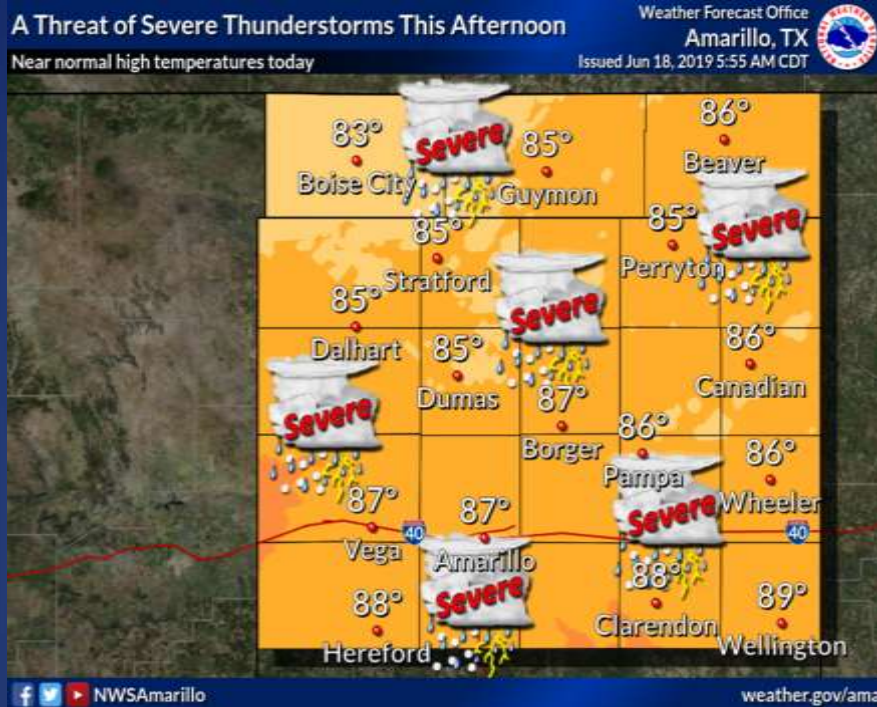 A Threat of Severe Thunderstorms This Afternoon
Weather Forecast Office
Amarillo, TX
Near normal high temperatures today
Issued Jun 18, 2019 5:55 AM CDT
NATIONAL WEATHER SERVICE
83°
Boise City
Severe
85°
Guymon
86°
Beaver
85°
Stratford
85°
Perryton
Severe
85°
Dalhart
85°
Dumas
Severe
87°
Borger
86°
Canadian
Severe
86°
Pampa
86°
Wheeler
Severe
87°
Vega
40
87°
Amarillo
40
Severe
88°
Hereford
88°
Clarendon
89°
Wellington
NWSAmarillo
weather.gov/ama